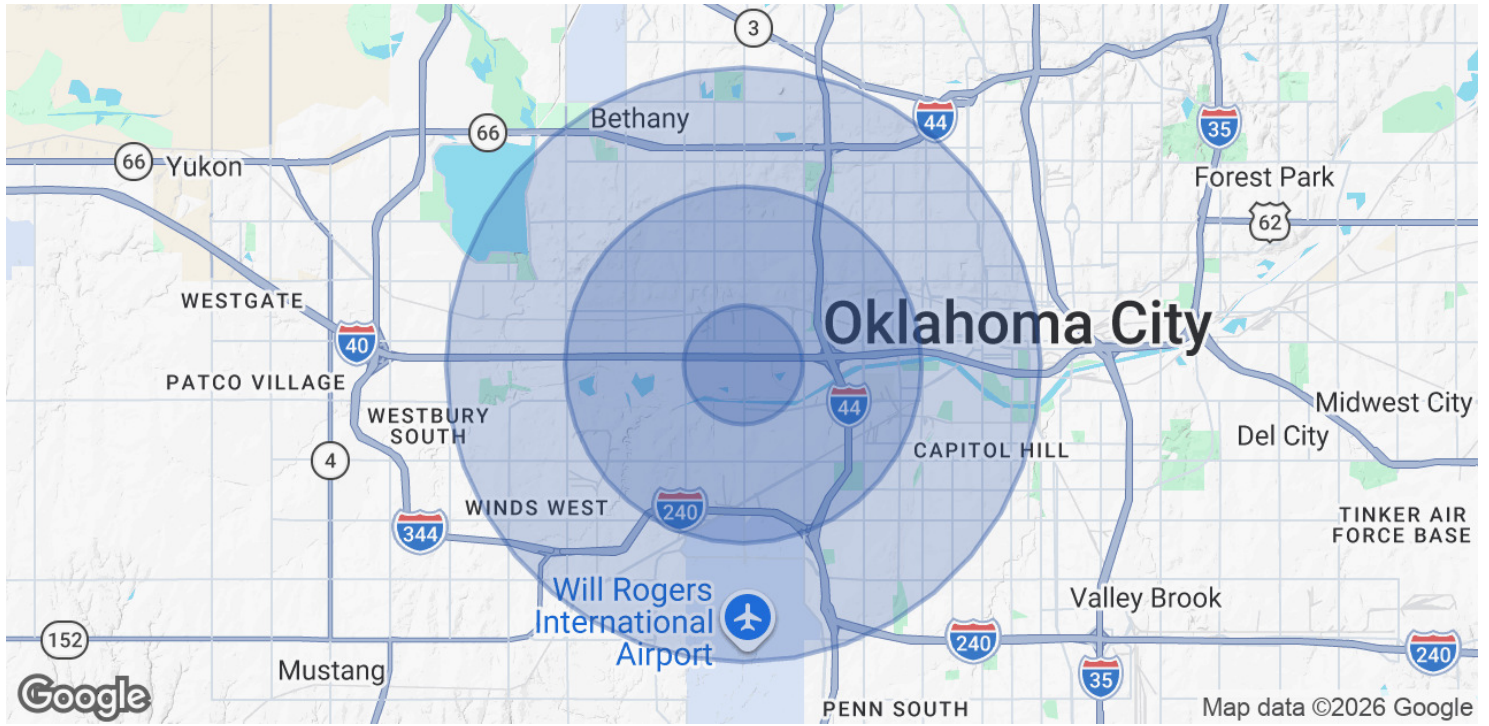 3
66
Bethany
44
35
66
Yukon
Forest Park
62
WESTGATE
Oklahoma City
40
PATCO VILLAGE
44
Midwest City
WESTBURY
SOUTH
Del City
CAPITOL HILL
4
WINDS WEST
240
344
TINKER AIR
FORCE BASE
Will Rogers
International
Airport
Valley Brook
152
240
240
Mustang
35
Google
PENN SOUTH
Map data ©2026 Google